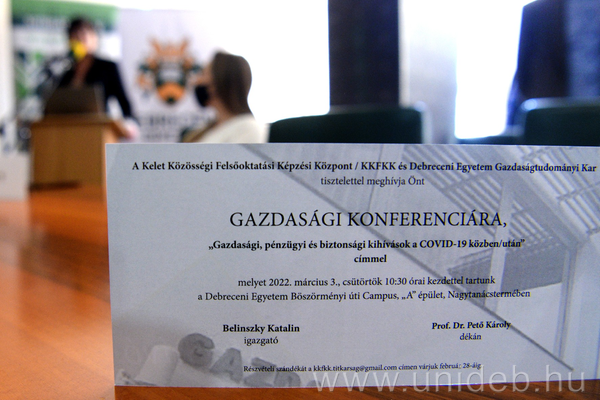 A Kelet Közösségi Felsőoktatási Képzési Központ / KKFKK és Debreceni Egyetem Gazdaságtudományi Kar
tisztelettel meghívja Önt
GAZDASÁGI KONFERENCIÁRA,
„Gazdasági, pénzügyi és biztonsági kihívások a COVID-19 közben/után”
címmel
melyet 2022. március 3., csütörtök 10:30 órai kezdettel tartunk
a Debreceni Egyetem Böszörményi úti Campus, „A” épület, Nagytanácstermében
Belinszky Katalin
igazgató
Prof. Dr. Pető Károly
dékán
Részvételi szándékát a kkfkk.titkarsag@gmail.com címen várjuk február: 28-áig
www.unideb.hu